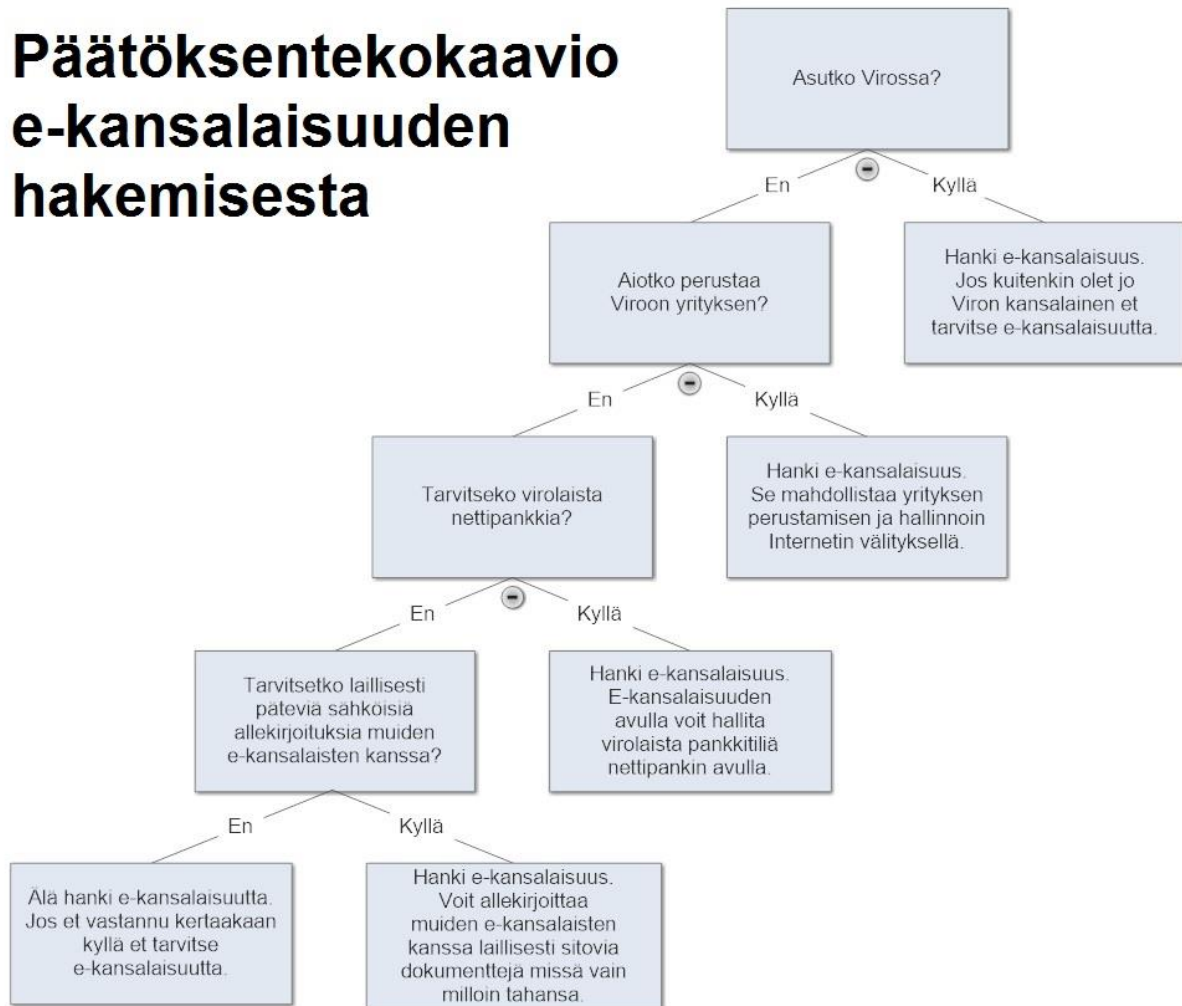 Päätöksentekokaavio
e-kansalaisuuden
hakemisesta
Asutko Virossa?
En
Kyllä
Aiotko perustaa
Viroon yrityksen?
Hanki e-kansalaisuus.
Jos kuitenkin olet jo
Viron kansalainen et
tarvitse e-kansalaisuutta.
En
Kyllä
Tarvitseko virolaista
nettipankkia?
Hanki e-kansalaisuus.
Se mahdollistaa yrityksen
perustamisen ja hallinnoin
Internetin välityksellä.
En
Kyllä
Tarvitsetko laillisesti
päteviä sähköisiä
allekirjoituksia muiden
e-kansalaisten kanssa?
Hanki e-kansalaisuus.
E-kansalaisuuden
avulla voit hallita
virolaista pankkitiliä
nettipankin avulla.
En
Kyllä
Älä hanki e-kansalaisuutta.
Jos et vastannu kertaakaan
kyllä et tarvitse
e-kansalaisuutta.
Hanki e-kansalaisuus.
Voit allekirjoittaa
muiden e-kansalaisten
kanssa laillisesti sitovia
dokumenttejä missä vain
milloin tahansa.